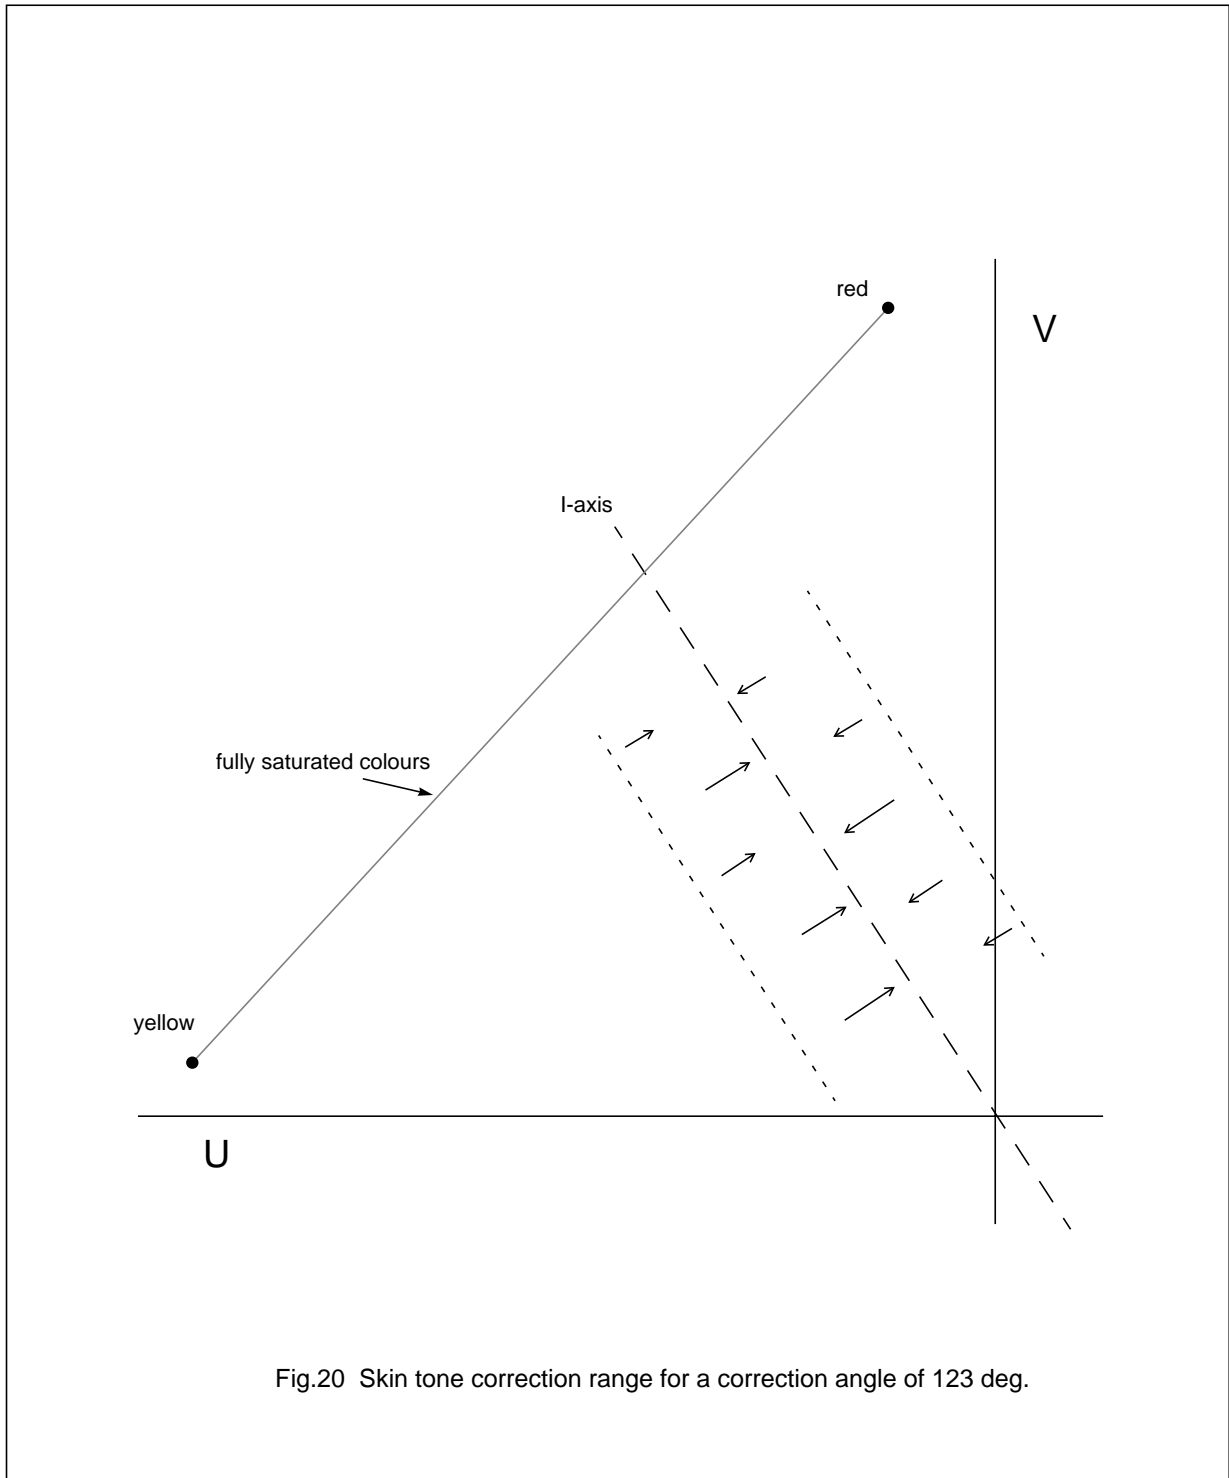 red
V
I-axis
fully saturated colours
yellow
U
Fig.20 Skin tone correction range for a correction angle of 123 deg.